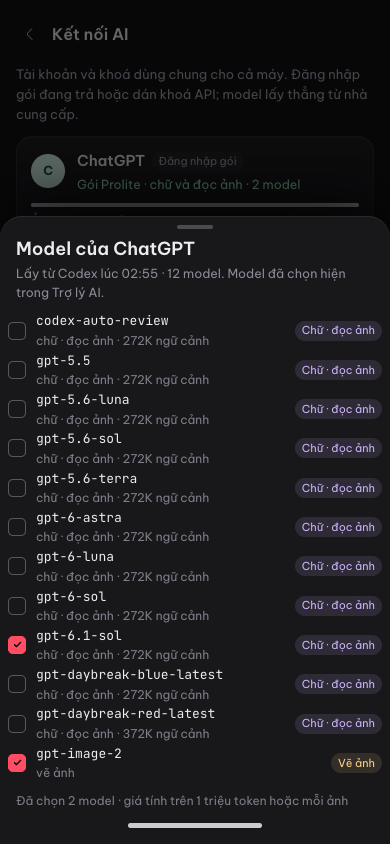 Kết nối AI
Tài khoản và khoá dùng chung cho cả máy. Đăng nhập
gói đang trả hoặc dán khoá API; model lấy thẳng từ nhà
cung cấp.
C
ChatGPT Đăng nhập gói
Gói Prolite · chữ và đọc ảnh · 2 model
Model của ChatGPT
Lấy từ Codex lúc 02:55 · 12 model. Model đã chọn hiện
trong Trợ lý AI.
codex-auto-review
chữ · đọc ảnh · 272K ngữ cảnh
Chữ · đọc ảnh
gpt-5.5
chữ · đọc ảnh · 272K ngữ cảnh
Chữ · đọc ảnh
gpt-5.6-luna
chữ · đọc ảnh · 272K ngữ cảnh
Chữ · đọc ảnh
gpt-5.6-sol
chữ · đọc ảnh · 272K ngữ cảnh
Chữ · đọc ảnh
gpt-5.6-terra
chữ · đọc ảnh · 272K ngữ cảnh
Chữ · đọc ảnh
gpt-6-astra
chữ · đọc ảnh · 272K ngữ cảnh
Chữ · đọc ảnh
gpt-6-luna
chữ · đọc ảnh · 272K ngữ cảnh
Chữ · đọc ảnh
gpt-6-sol
chữ · đọc ảnh · 272K ngữ cảnh
Chữ · đọc ảnh
gpt-6.1-sol
chữ · đọc ảnh · 272K ngữ cảnh
Chữ · đọc ảnh
gpt-daybreak-blue-latest
chữ · đọc ảnh · 272K ngữ cảnh
Chữ · đọc ảnh
gpt-daybreak-red-latest
chữ · đọc ảnh · 372K ngữ cảnh
Chữ · đọc ảnh
gpt-image-2
vẽ ảnh
Vẽ ảnh
Đã chọn 2 model · giá tính trên 1 triệu token hoặc mỗi ảnh